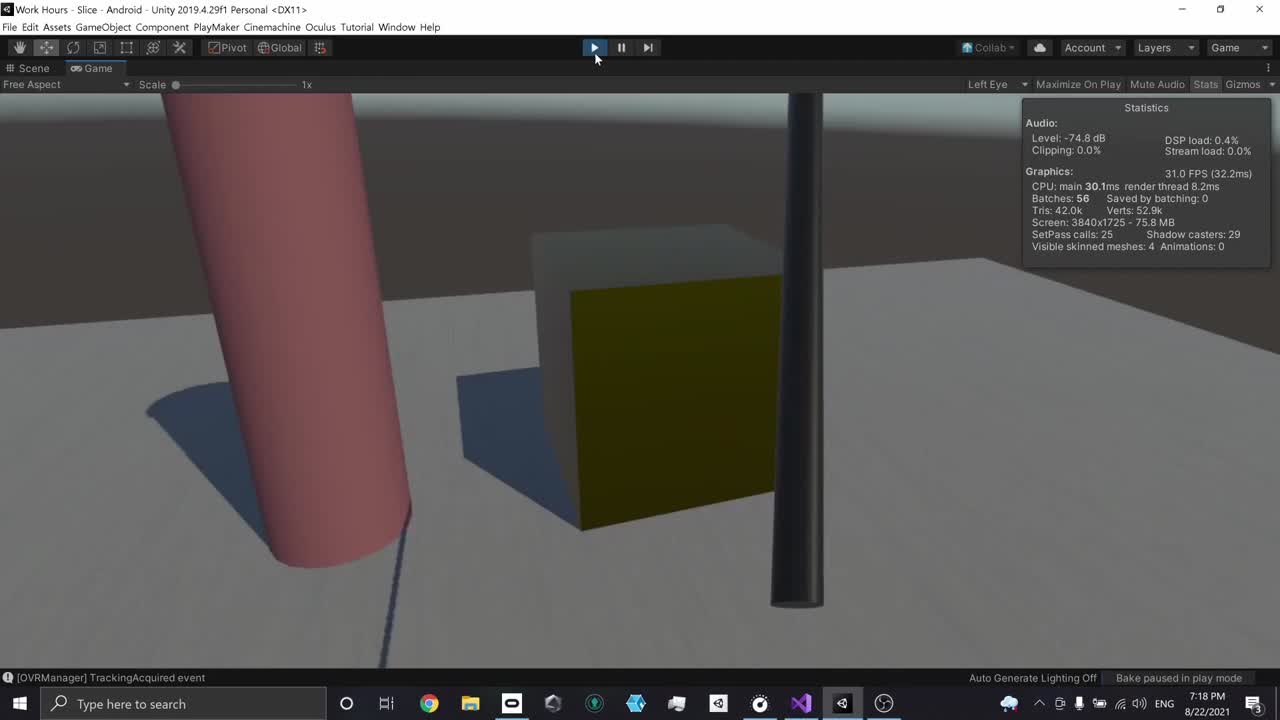 Work Hours - Slice - Android - Unity 2019.4.29f1 Personal <DX11>
File Edit Assets GameObject Component PlayMaker Cinemachine Oculus Tutorial Window Help
Pivot Global Collab Account Layers Game
Scene Game
Free Aspect Scale 1x Left Eye Maximize On Play Mute Audio Stats Gizmos
Statistics
Audio:
Level: -74.8 dB DSP load: 0.4%
Clipping: 0.0% Stream load: 0.0%
Graphics: 31.0 FPS (32.2ms)
CPU: main 30.1ms render thread 8.2ms
Batches: 56 Saved by batching: 0
Tris: 42.0k Verts: 52.9k
Screen: 3840x1725 - 75.8 MB
SetPass calls: 25 Shadow casters: 29
Visible skinned meshes: 4 Animations: 0
[OVRManager] TrackingAcquired event Auto Generate Lighting Off Bake paused in play mode
Type here to search ENG 7:18 PM
8/22/2021 3